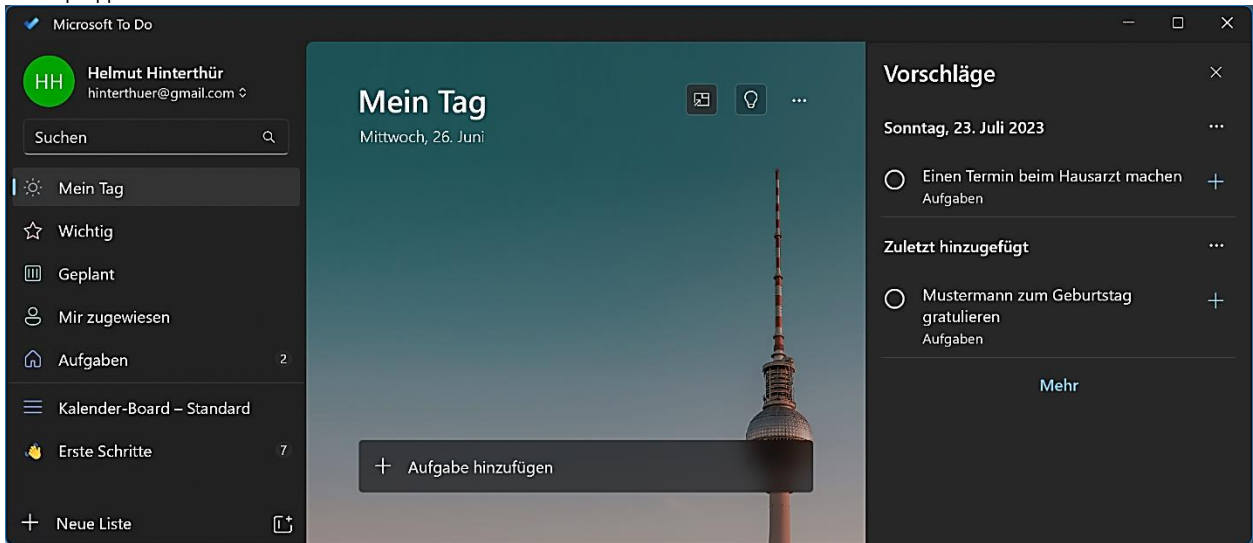 Microsoft To Do
HH
Helmut Hinterthür
hinterthuer@gmail.com
Suchen
Mein Tag
Wichtig
Geplant
Mir zugewiesen
Aufgaben 2
Kalender-Board – Standard
Erste Schritte 7
Neue Liste
Mein Tag
Mittwoch, 26. Juni
Aufgabe hinzufügen
Vorschläge
Sonntag, 23. Juli 2023
Einen Termin beim Hausarzt machen
Aufgaben
Zuletzt hinzugefügt
Mustermann zum Geburtstag
gratulieren
Aufgaben
Mehr